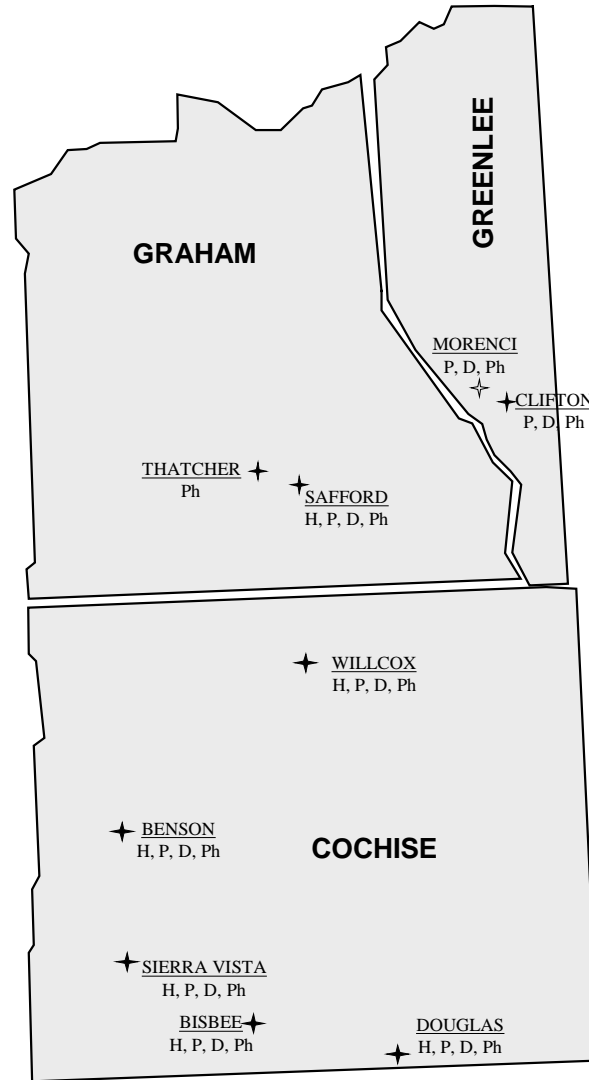 GREENLEE
GRAHAM
MORENCI
P, D, Ph
CLIFTON
P, D, Ph
THATCHER
Ph
SAFFORD
H, P, D, Ph
WILLCOX
H, P, D, Ph
BENSON
H, P, D, Ph
COCHISE
SIERRA VISTA
H, P, D, Ph
BISBEE
H, P, D, Ph
DOUGLAS
H, P, D, Ph